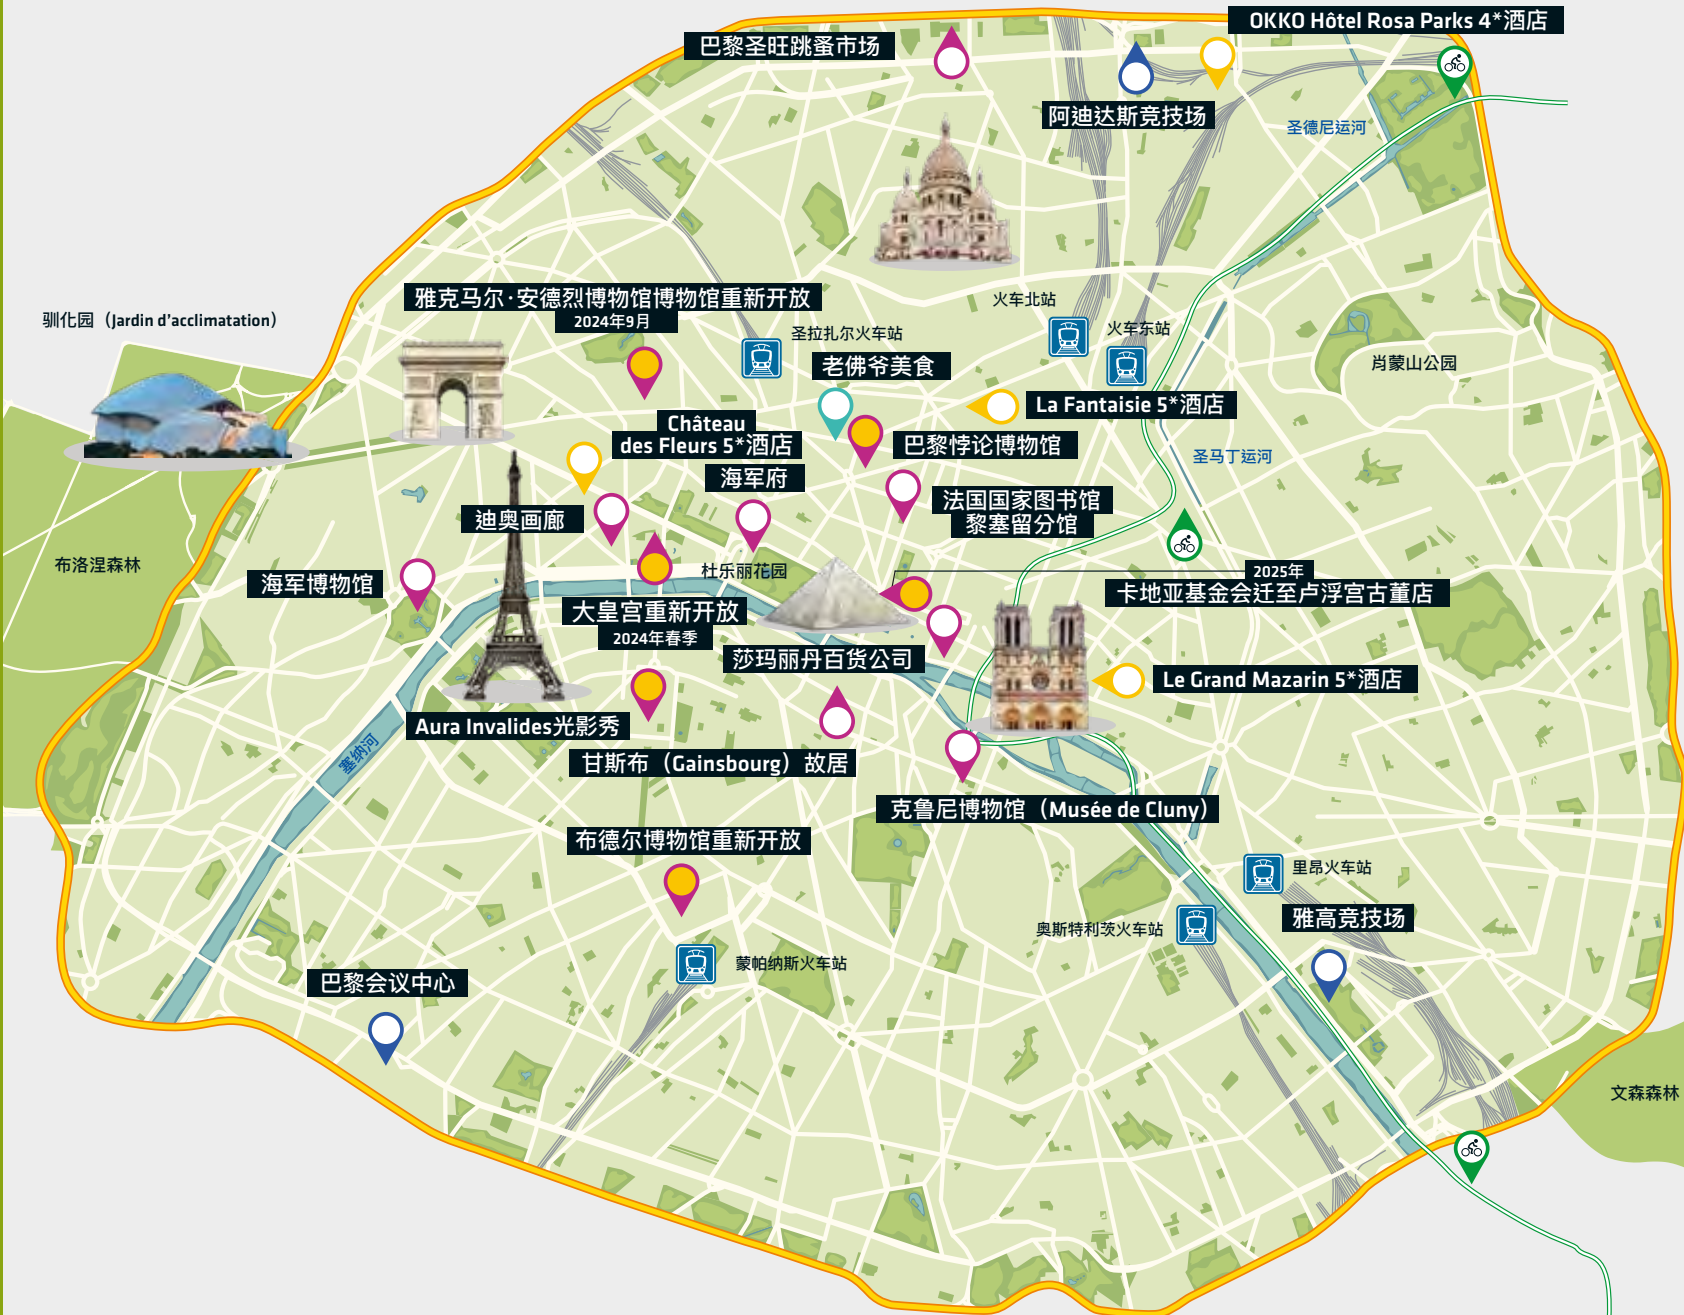 OKKO Hôtel Rosa Parks 4*酒店
巴黎圣旺跳蚤市场
阿迪达斯竞技场
圣德尼运河
雅克马尔·安德烈博物馆博物馆重新开放
2024年9月
火车北站
驯化园（Jardin d’acclimatation）
圣拉扎尔火车站
火车东站
老佛爷美食
肖蒙山公园
La Fantaisie 5*酒店
Château
des Fleurs 5*酒店
巴黎悖论博物馆
圣马丁运河
海军府
法国国家图书馆
黎塞留分馆
迪奥画廊
布洛涅森林
杜乐丽花园
2025年
卡地亚基金会迁至卢浮宫古董店
海军博物馆
大皇宫重新开放
2024年春季
莎玛丽丹百货公司
Le Grand Mazarin 5*酒店
Aura Invalides光影秀
塞纳河
甘斯布（Gainsbourg）故居
克鲁尼博物馆（Musée de Cluny）
布德尔博物馆重新开放
里昂火车站
雅高竞技场
奥斯特利茨火车站
蒙帕纳斯火车站
巴黎会议中心
文森森林